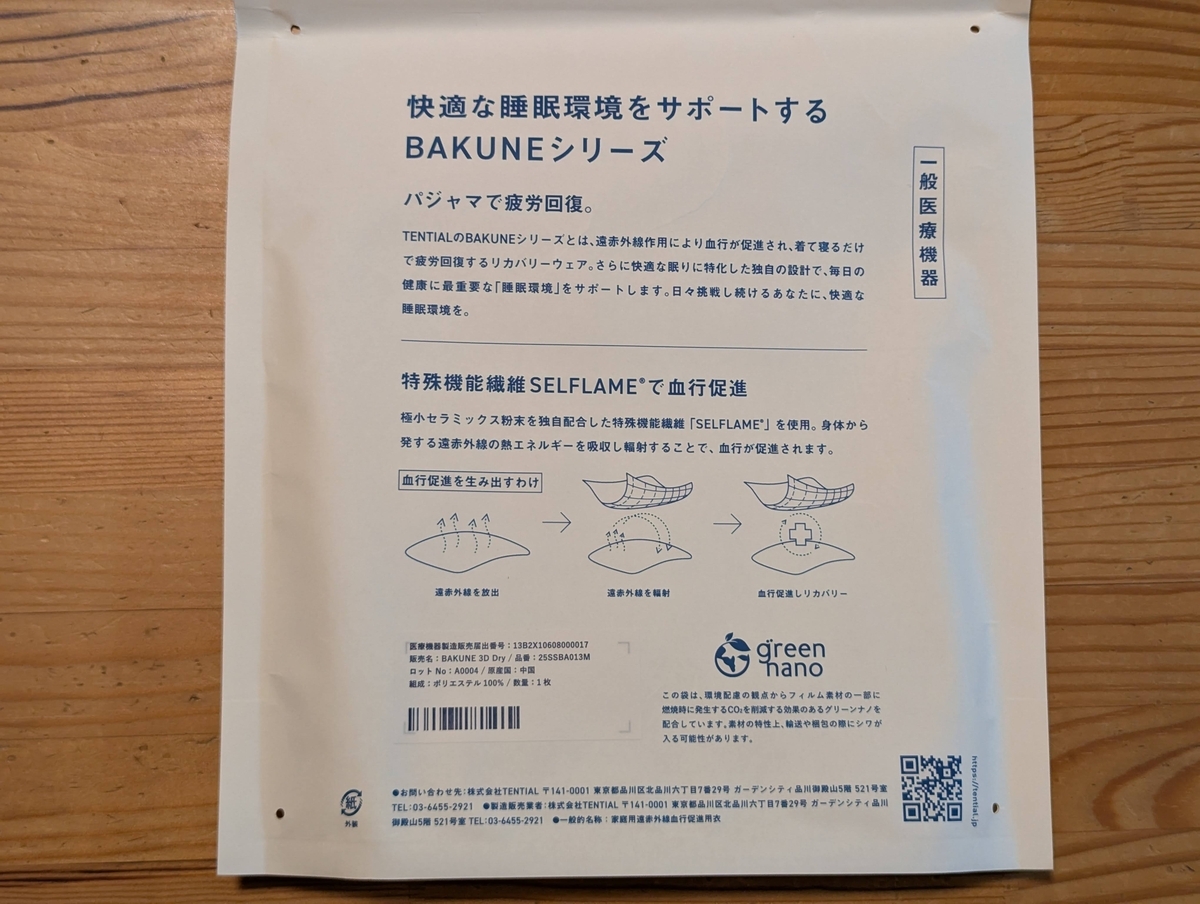 快適な睡眠環境をサポートする
BAKUNEシリーズ
一般医療機器
パジャマで疲労回復。
TENTIALのBAKUNEシリーズとは、遠赤外線作用により血行が促進され、着て寝るだけ
で疲労回復するリカバリーウェア。さらに快適な眠りに特化した独自の設計で、毎日の
健康に最重要な「睡眠環境」をサポートします。日々挑戦し続けるあなたに、快適な
睡眠環境を。
特殊機能繊維SELFLAME®で血行促進
極小セラミックス粉末を独自配合した特殊機能繊維「SELFLAME®」を使用。身体から
発する遠赤外線の熱エネルギーを吸収し輻射することで、血行が促進されます。
血行促進を生み出すわけ
遠赤外線を放出
遠赤外線を輻射
血行促進しリカバリー
医療機器製造販売届出番号：13B2X10608000017
販売名：BAKUNE 3D Dry / 品番：25SSBA013M
ロットNo：A0004 / 原産国：中国
組成：ポリエステル 100% / 数量：1枚
green
nano
この袋は、環境配慮の観点からフィルム素材の一部に
燃焼時に発生するCO₂を削減する効果のあるグリーンナノを
配合しています。素材の特性上、輸送や梱包の際にシワが
入る可能性があります。
https://tential.jp
紙
外装
●お問い合わせ先：株式会社TENTIAL 〒141-0001 東京都品川区北品川六丁目7番29号 ガーデンシティ品川御殿山5階 521号室
TEL：03-6455-2921 ●製造販売業者：株式会社TENTIAL 〒141-0001 東京都品川区北品川六丁目7番29号 ガーデンシティ品川
御殿山5階 521号室 TEL：03-6455-2921 ●一般的名称：家庭用遠赤外線血行促進用衣